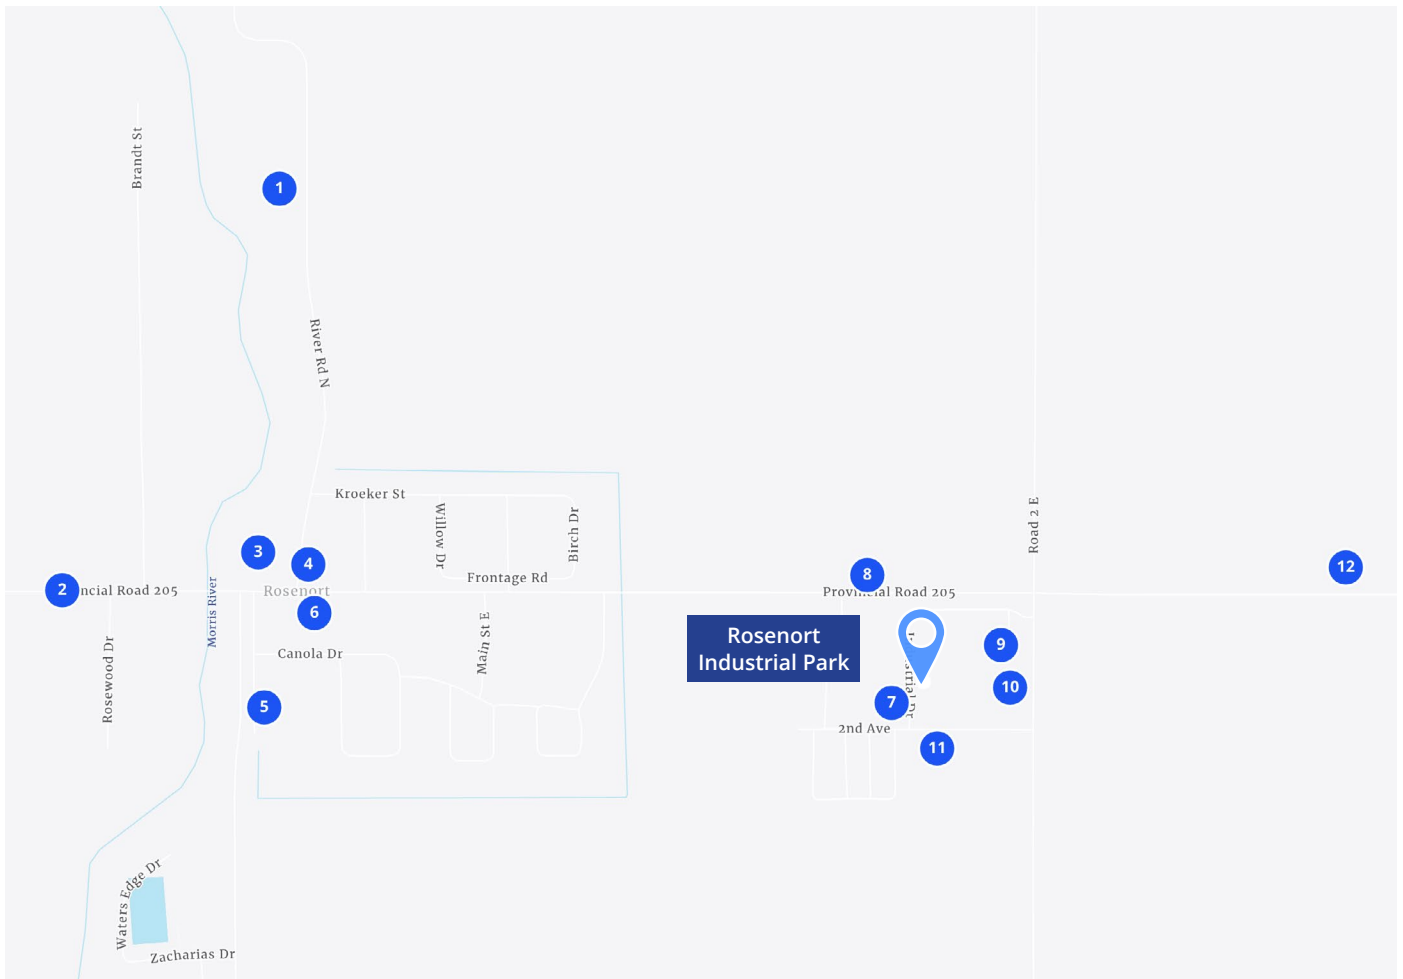 Brandt St
1
River Rd N
Kroeker St
Willow Dr
Birch Dr
Road 2 E
3
4
8
12
2
ncial Road 205
Rosenort
Frontage Rd
Provincial Road 205
Morris River
6
Rosenort
Industrial Park
9
Rosewood Dr
Canola Dr
Main St E
10
5
7
2nd Ave
11
Waters Edge Dr
Zacharias Dr